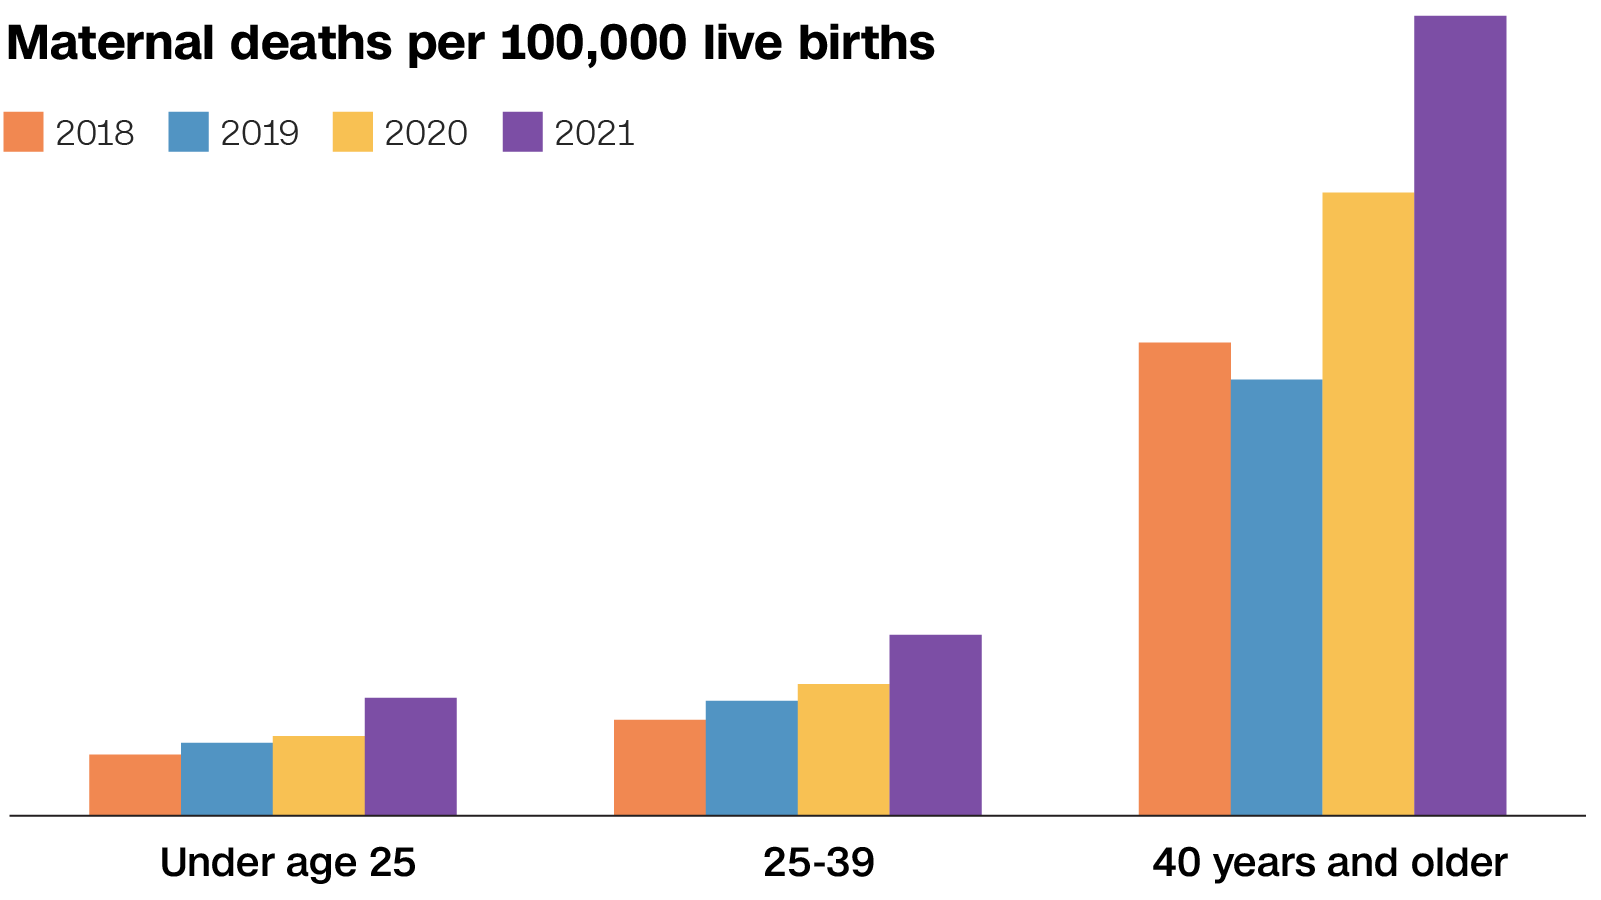 Maternal deaths per 100,000 live births
2018 2019 2020 2021
Under age 25 25-39 40 years and older